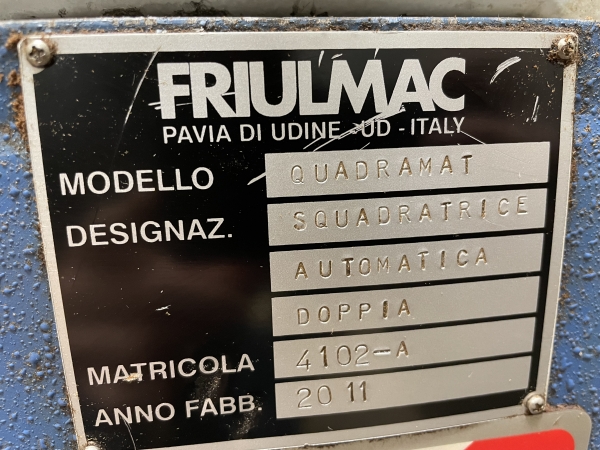 FRIULMAC
PAVIA DI UDINE -UD - ITALY
MODELLO QUADRAMAT
DESIGNAZ. SQUADRATRICE
AUTOMATICA
DOPPIA
MATRICOLA 4102-A
ANNO FABB. 2011